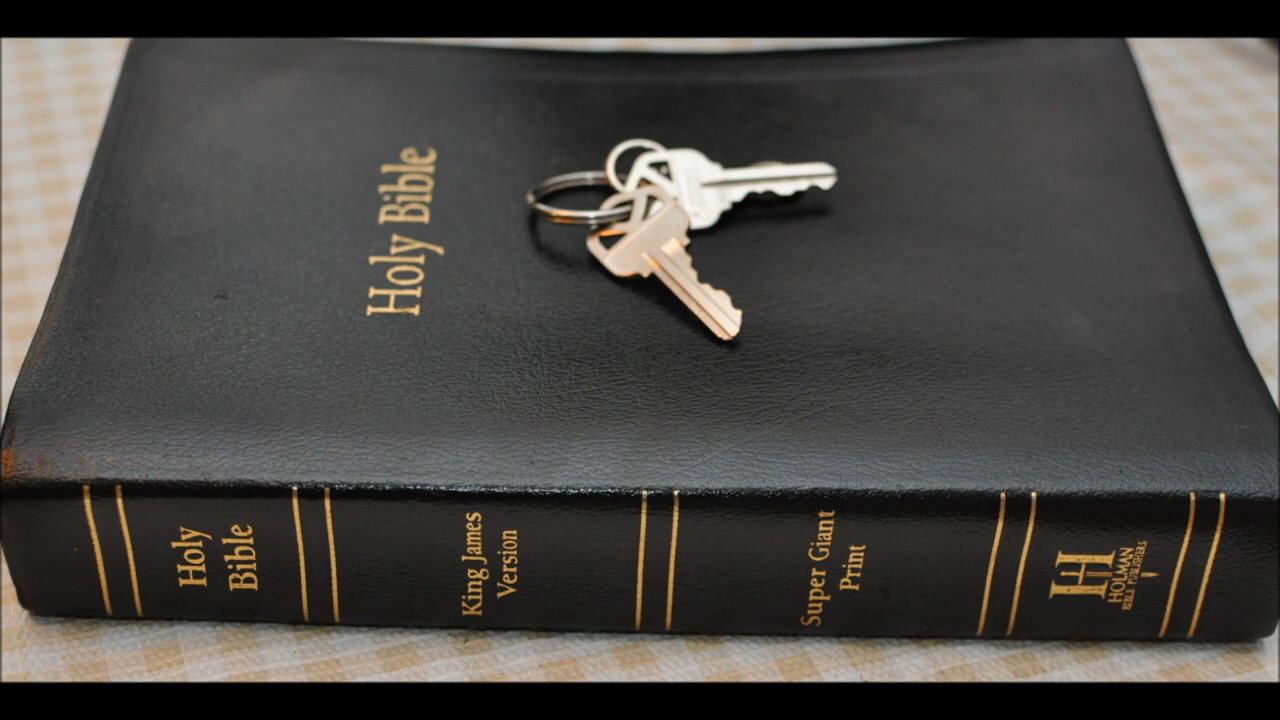 Holy Bible
Holy
Bible
King James
Version
Super Giant
Print
HOLMAN
BIBLE PUBLISHERS